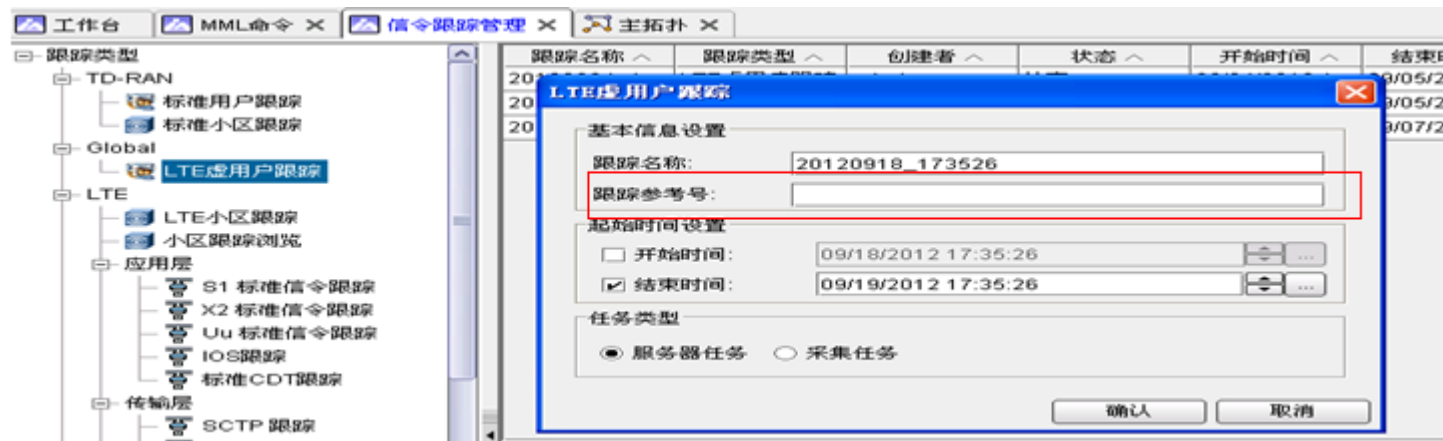 工作台 MML命令 信令跟踪管理 主拓扑
跟踪类型
TD-RAN
标准用户跟踪
标准小区跟踪
Global
LTE虚用户跟踪
LTE
LTE小区跟踪
小区跟踪浏览
应用层
S1 标准信令跟踪
X2 标准信令跟踪
Uu 标准信令跟踪
IOS跟踪
标准CDT跟踪
传输层
SCTP 跟踪
跟踪名称 跟踪类型 创建者 状态 开始时间
LTE虚用户跟踪
基本信息设置
跟踪名称: 20120918_173526
跟踪参考号:
起始时间设置
开始时间: 09/18/2012 17:35:26 ...
结束时间: 09/19/2012 17:35:26 ...
任务类型
服务器任务 采集任务
确认 取消